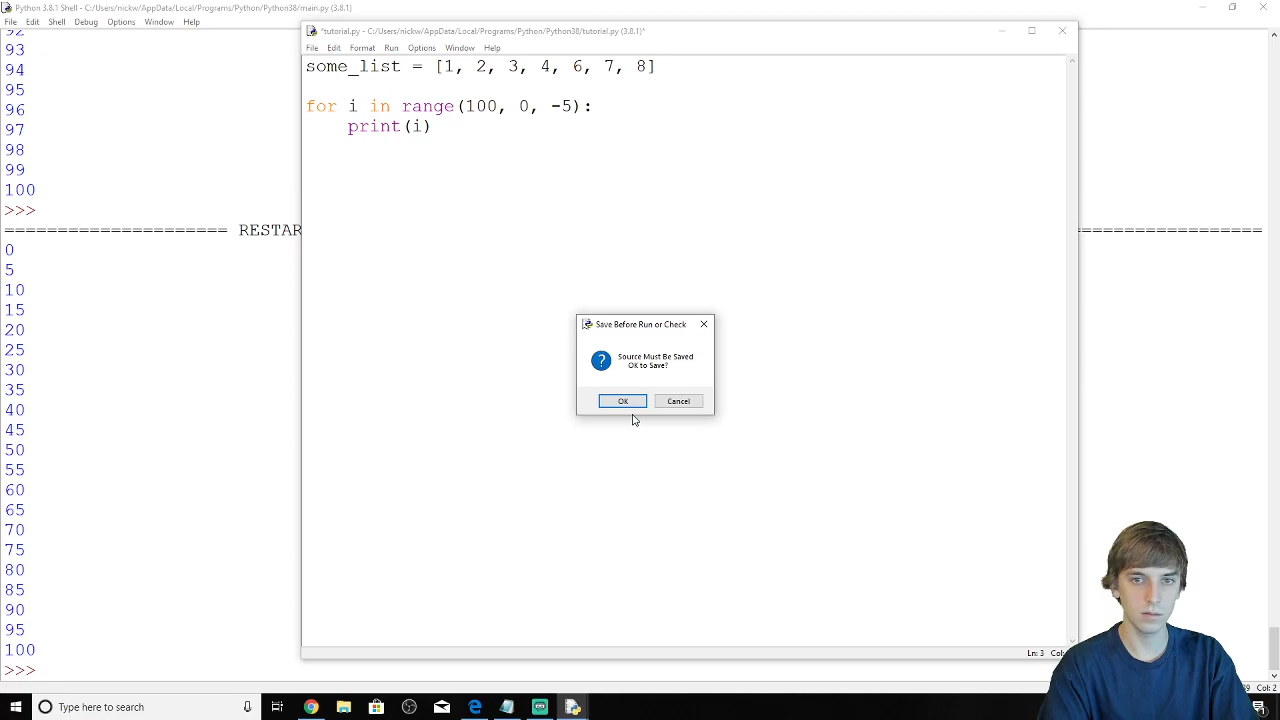 Python 3.8.1 Shell - C:/Users/nickw/AppData/Local/Programs/Python/Python38/main.py (3.8.1)
File Edit Shell Debug Options Window Help
92
93
94
95
96
97
98
99
100
>>>
==================== RESTAR
0
5
10
15
20
25
30
35
40
45
50
55
60
65
70
75
80
85
90
95
100
>>>
*tutorial.py - C:/Users/nickw/AppData/Local/Programs/Python/Python38/tutorial.py (3.8.1)*
File Edit Format Run Options Window Help
some_list = [1, 2, 3, 4, 6, 7, 8]
for i in range(100, 0, -5):
print(i)
Save Before Run or Check
Source Must Be Saved
OK to Save?
OK Cancel
Ln: 3 Col:
Col: 2
Type here to search